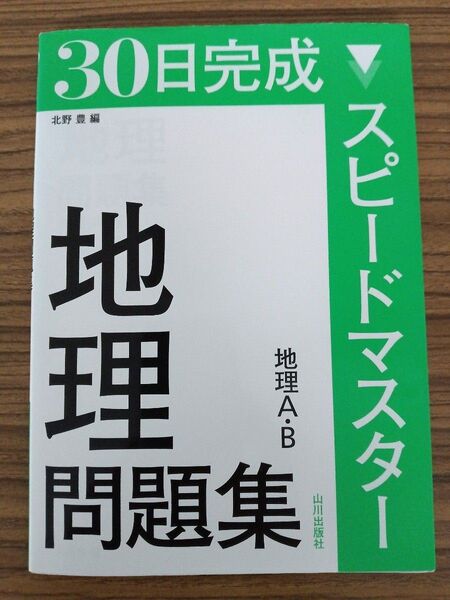 30日完成
スピードマスター
北野 豊 編
地理
問題集
地理A・B
山川出版社